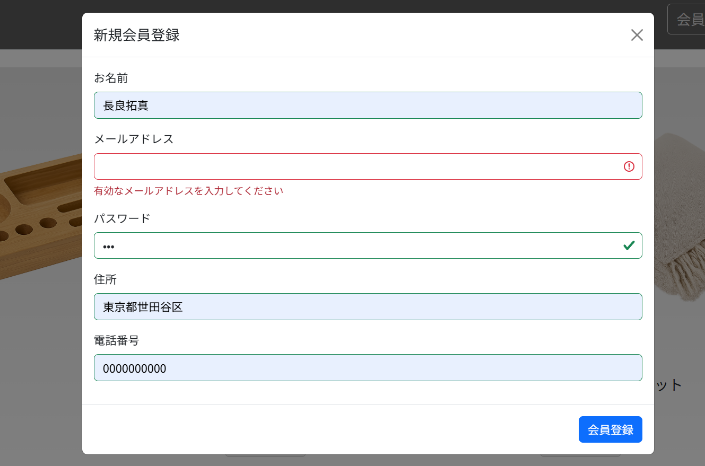 会員
新規会員登録
お名前
長良拓真
メールアドレス
有効なメールアドレスを入力してください
パスワード
•••
住所
東京都世田谷区
電話番号
0000000000
ット
会員登録